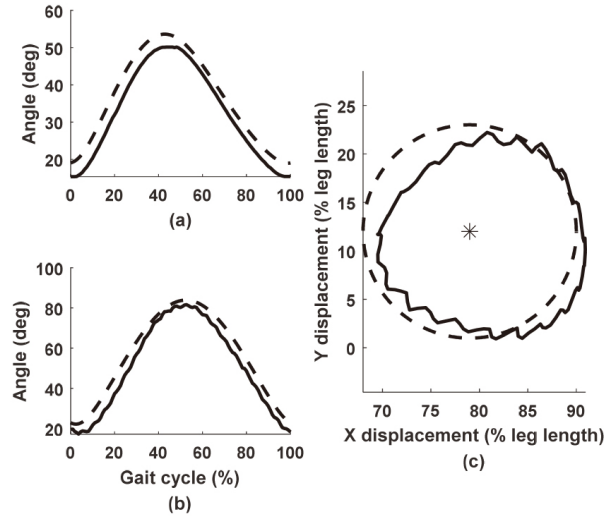 60
50
40
30
20
Angle (deg)
0 20 40 60 80 100
(a)
100
80
60
40
20
Angle (deg)
0 20 40 60 80 100
Gait cycle (%)
(b)
25
20
15
10
5
0
Y displacement (% leg length)
70 75 80 85 90
X displacement (% leg length)
(c)